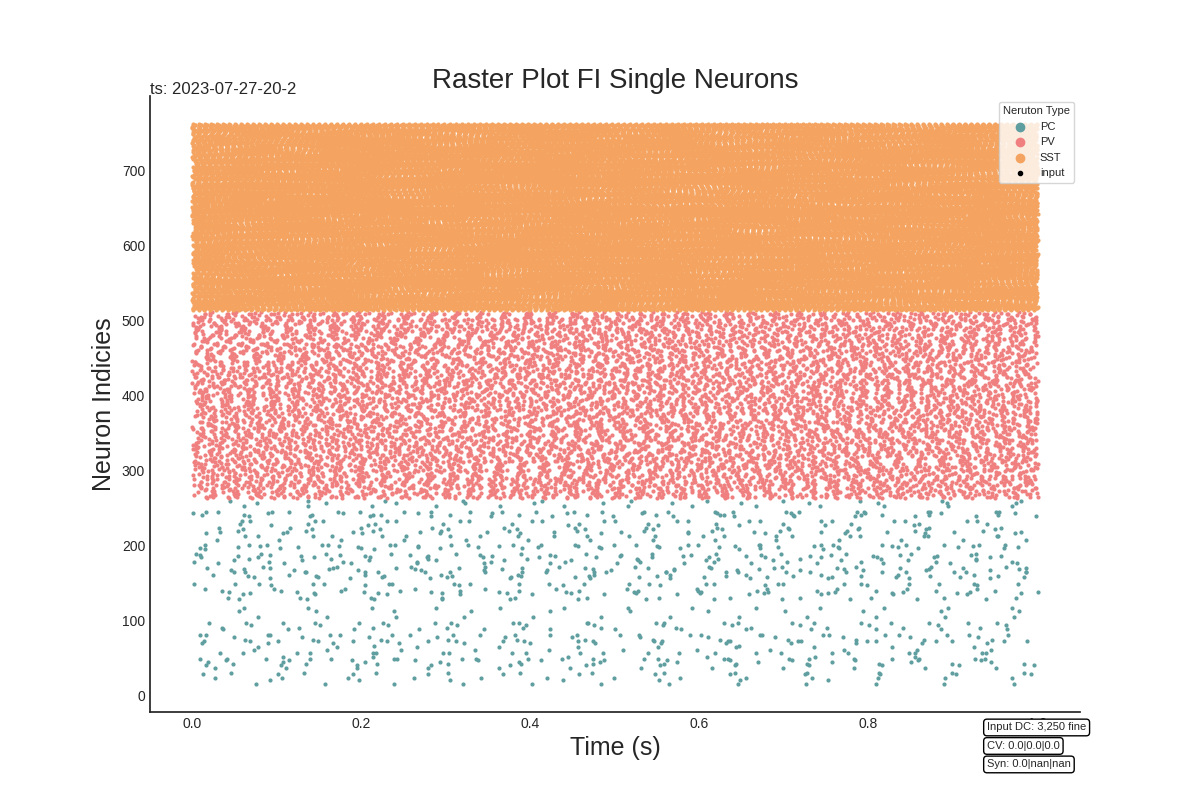 Raster Plot FI Single Neurons
ts: 2023-07-27-20-2
Neruton Type
PC
PV
SST
input
Neuron Indicies
700
600
500
400
300
200
100
0
0.0 0.2 0.4 0.6 0.8
Time (s)
Input DC: 3,250 fine
CV: 0.0|0.0|0.0
Syn: 0.0|nan|nan